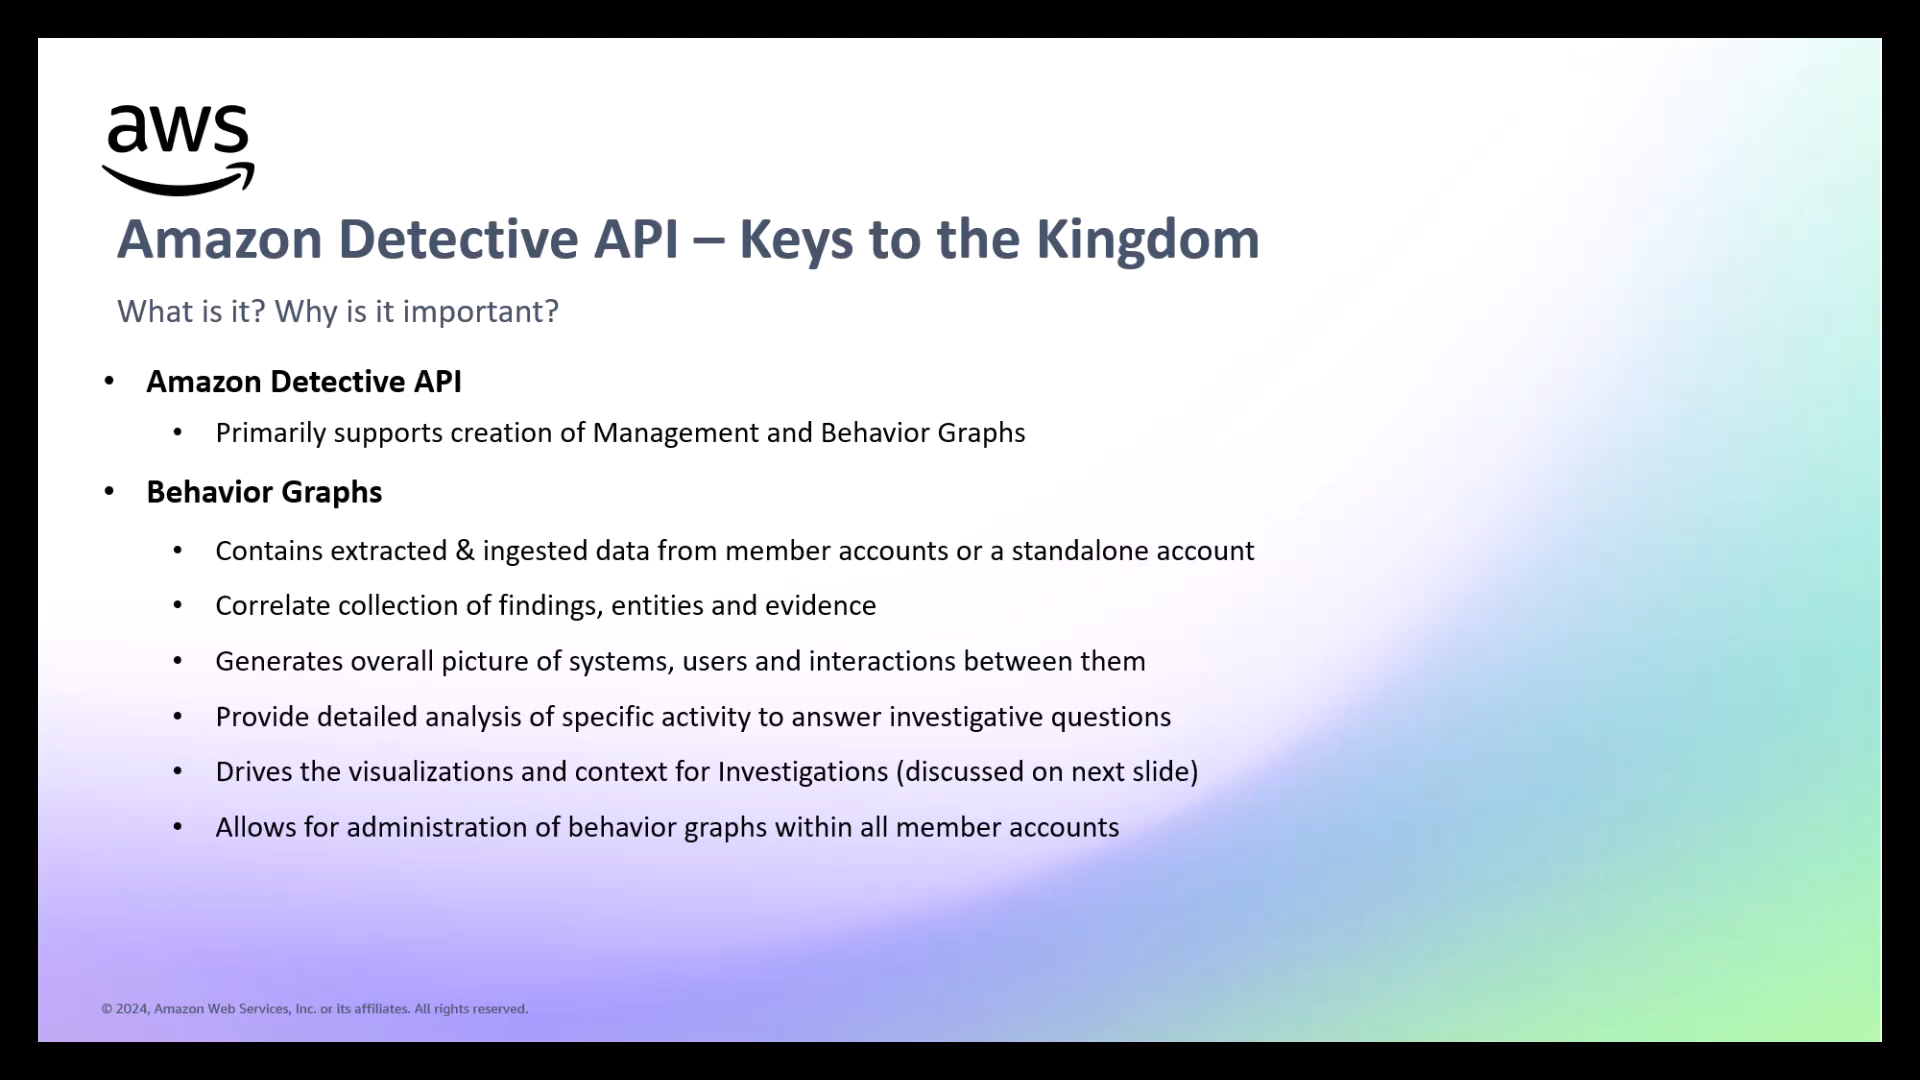 aws
Amazon Detective API – Keys to the Kingdom
What is it? Why is it important?
• Amazon Detective API
• Primarily supports creation of Management and Behavior Graphs
• Behavior Graphs
• Contains extracted & ingested data from member accounts or a standalone account
• Correlate collection of findings, entities and evidence
• Generates overall picture of systems, users and interactions between them
• Provide detailed analysis of specific activity to answer investigative questions
• Drives the visualizations and context for Investigations (discussed on next slide)
• Allows for administration of behavior graphs within all member accounts
© 2024, Amazon Web Services, Inc. or its affiliates. All rights reserved.